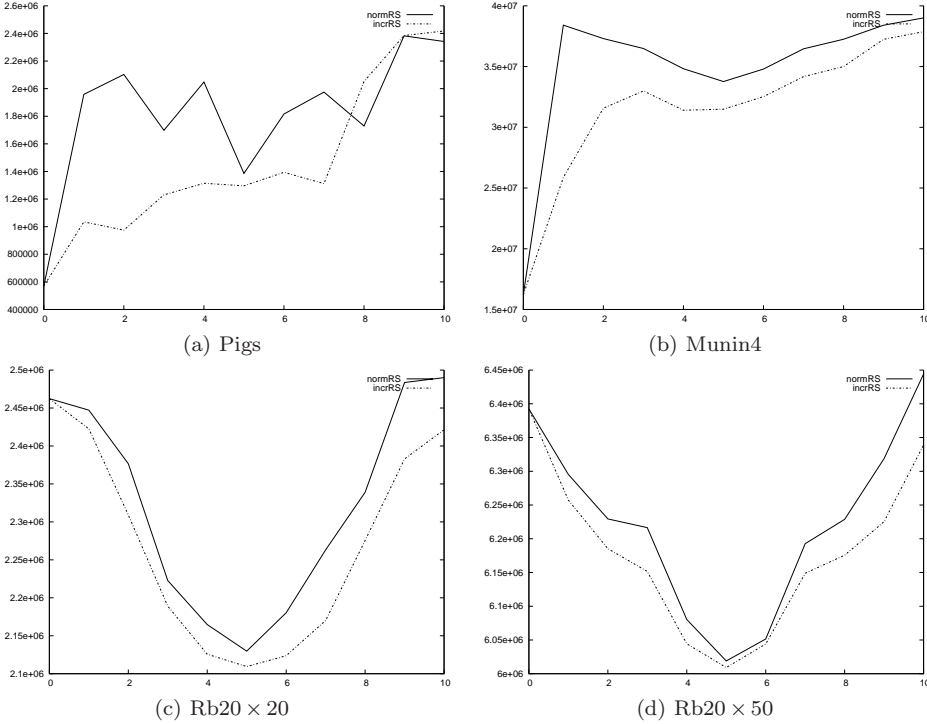 2.6e+06
2.4e+06
2.2e+06
2e+06
1.8e+06
1.6e+06
1.4e+06
1.2e+06
1e+06
800000
600000
400000
0 2 4 6 8 10
normRS
incrRS
(a) Pigs
4e+07
3.5e+07
3e+07
2.5e+07
2e+07
1.5e+07
0 2 4 6 8 10
normRS
incrRS
(b) Munin4
2.5e+06
2.45e+06
2.4e+06
2.35e+06
2.3e+06
2.25e+06
2.2e+06
2.15e+06
2.1e+06
0 2 4 6 8 10
normRS
incrRS
(c) Rb20 × 20
6.45e+06
6.4e+06
6.35e+06
6.3e+06
6.25e+06
6.2e+06
6.15e+06
6.1e+06
6.05e+06
6e+06
0 2 4 6 8 10
normRS
incrRS
(d) Rb20 × 50